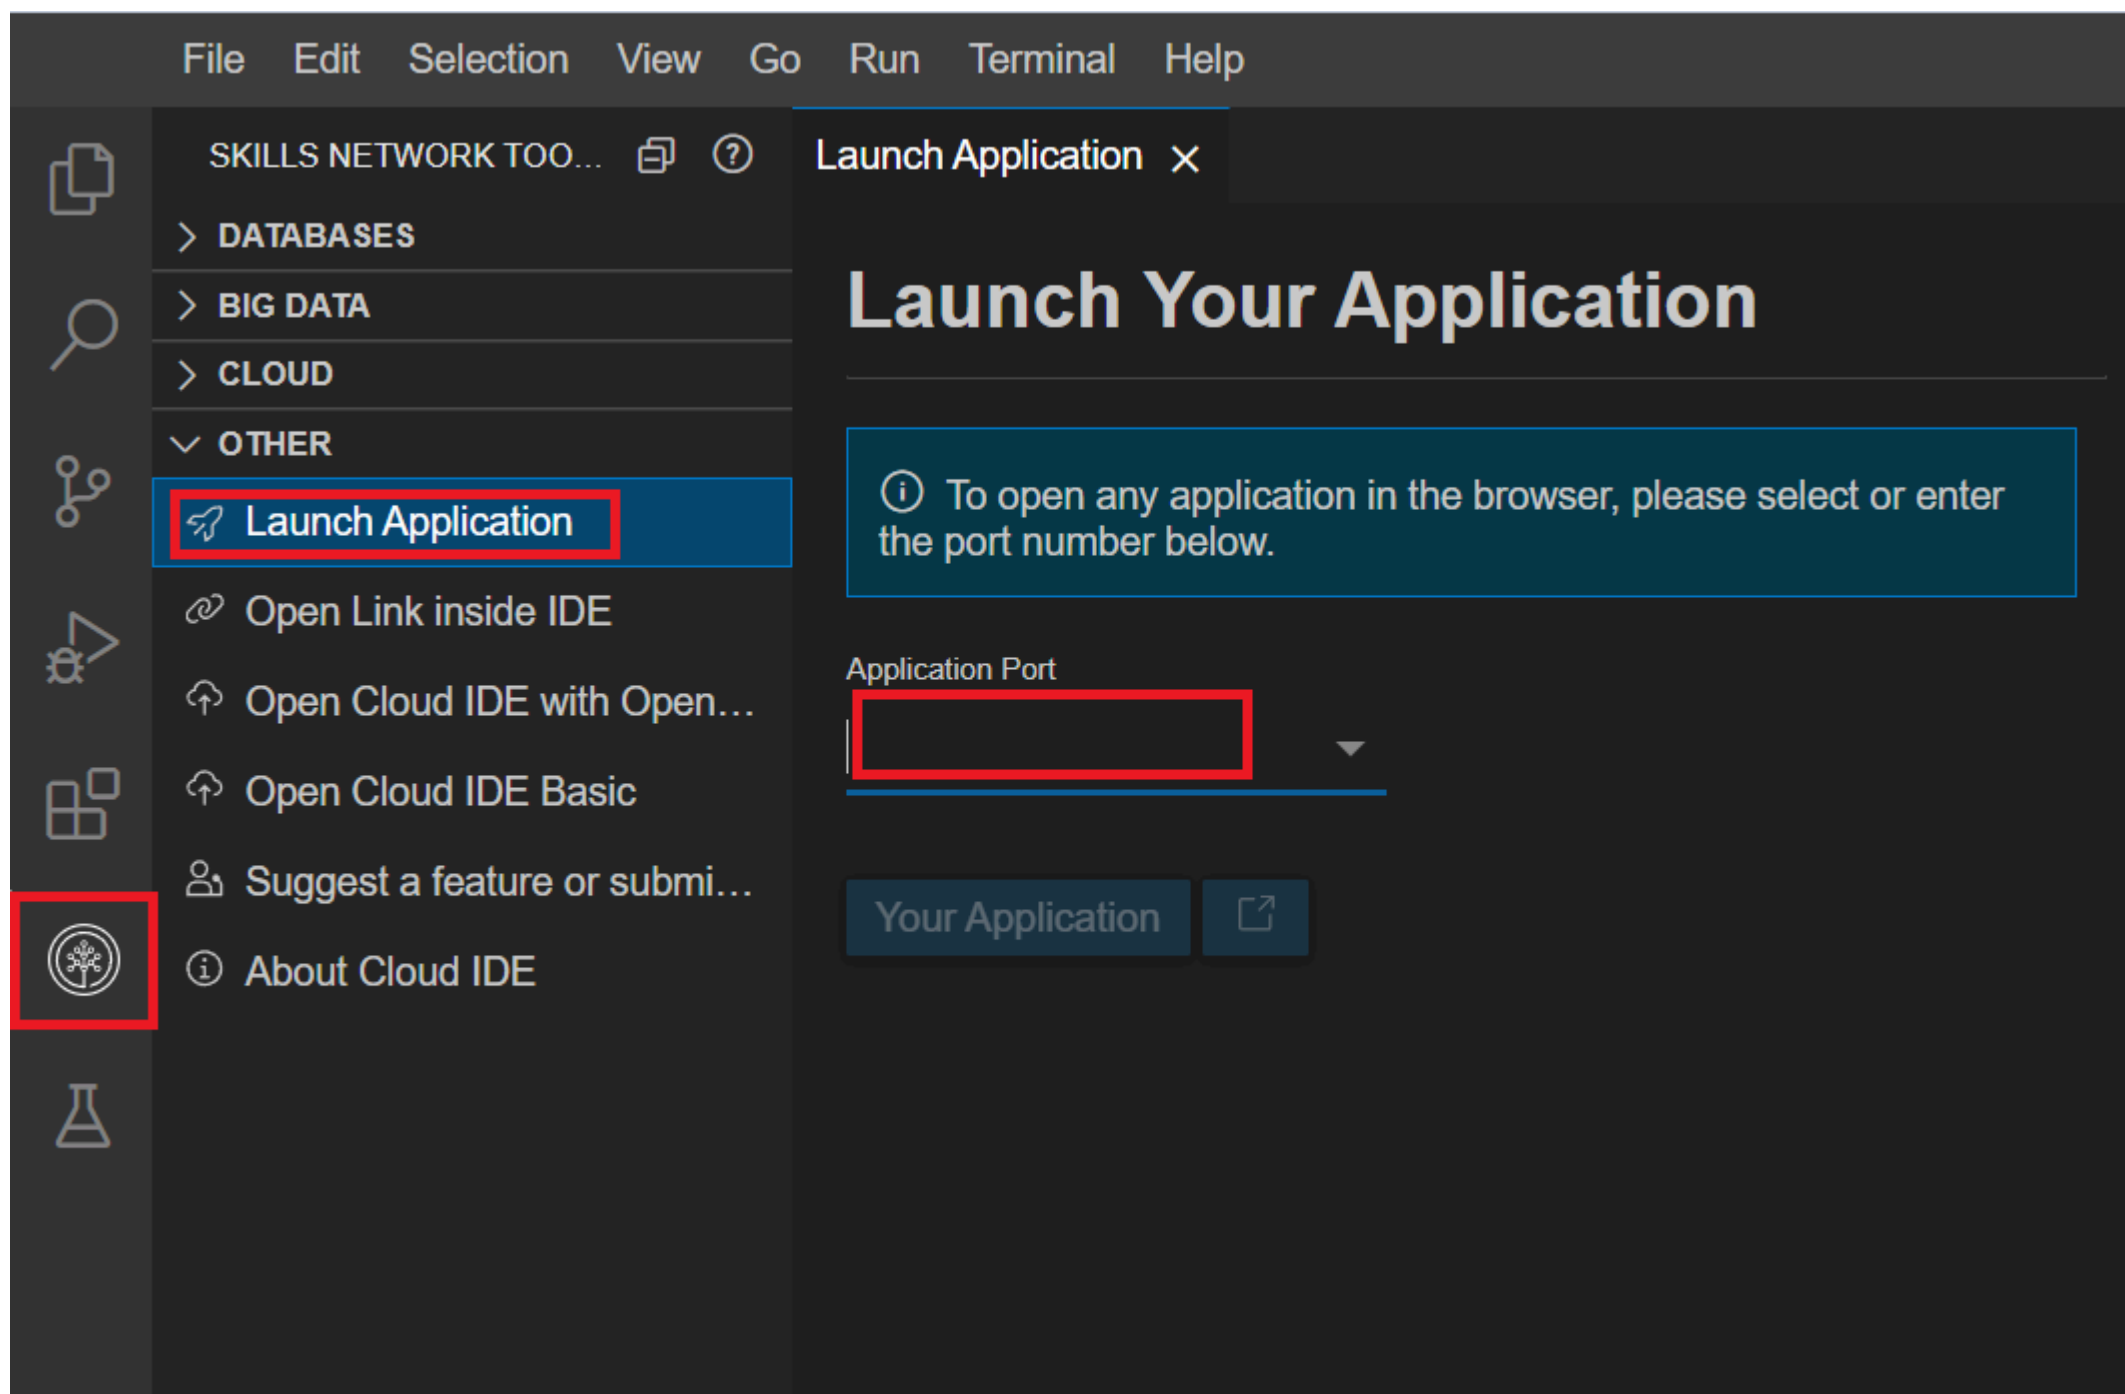 File Edit Selection View Go Run Terminal Help
SKILLS NETWORK TOO...
Launch Application
DATABASES
BIG DATA
CLOUD
OTHER
Launch Application
Open Link inside IDE
Open Cloud IDE with Open...
Open Cloud IDE Basic
Suggest a feature or submi...
About Cloud IDE
Launch Your Application
To open any application in the browser, please select or enter
the port number below.
Application Port
Your Application